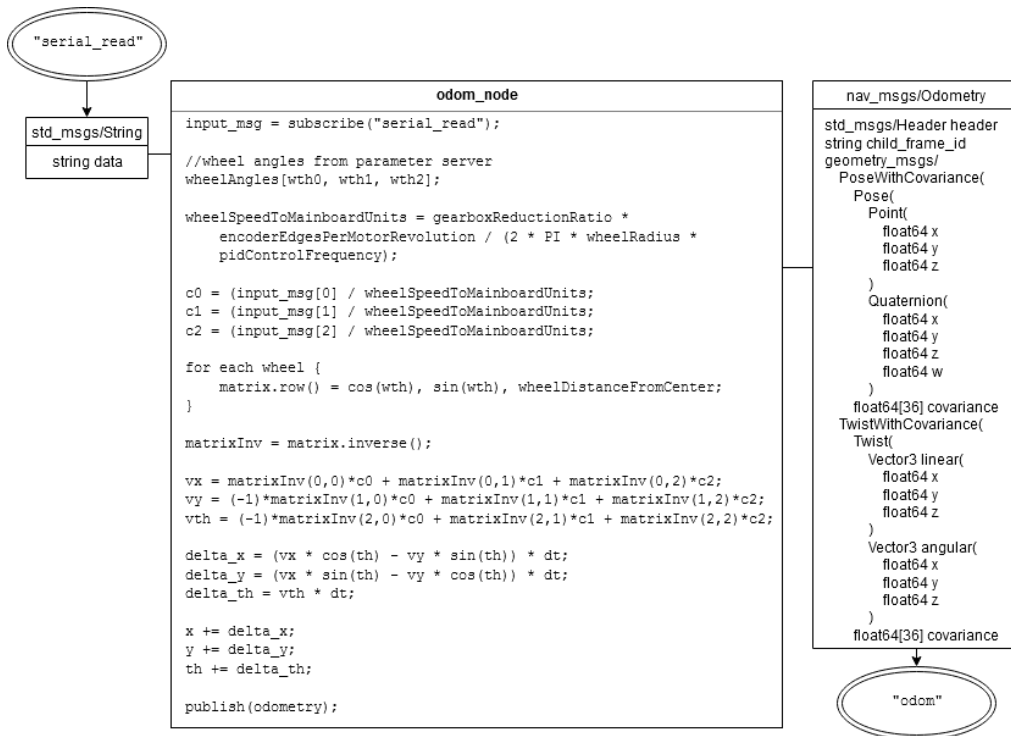 "serial_read"
std_msgs/String
string data
odom_node
input_msg = subscribe("serial_read");
//wheel angles from parameter server
wheelAngles[wth0, wth1, wth2];
wheelSpeedToMainboardUnits = gearboxReductionRatio *
encoderEdgesPerMotorRevolution / (2 * PI * wheelRadius *
pidControlFrequency);
c0 = (input_msg[0] / wheelSpeedToMainboardUnits;
c1 = (input_msg[1] / wheelSpeedToMainboardUnits;
c2 = (input_msg[2] / wheelSpeedToMainboardUnits;
for each wheel {
matrix.row() = cos(wth), sin(wth), wheelDistanceFromCenter;
}
matrixInv = matrix.inverse();
vx = matrixInv(0,0)*c0 + matrixInv(0,1)*c1 + matrixInv(0,2)*c2;
vy = (-1)*matrixInv(1,0)*c0 + matrixInv(1,1)*c1 + matrixInv(1,2)*c2;
vth = (-1)*matrixInv(2,0)*c0 + matrixInv(2,1)*c1 + matrixInv(2,2)*c2;
delta_x = (vx * cos(th) - vy * sin(th)) * dt;
delta_y = (vx * sin(th) - vy * cos(th)) * dt;
delta_th = vth * dt;
x += delta_x;
y += delta_y;
th += delta_th;
publish(odometry);
nav_msgs/Odometry
std_msgs/Header header
string child_frame_id
geometry_msgs/
PoseWithCovariance(
Pose(
Point(
float64 x
float64 y
float64 z
)
Quaternion(
float64 x
float64 y
float64 z
float64 w
)
float64[36] covariance
TwistWithCovariance(
Twist(
Vector3 linear(
float64 x
float64 y
float64 z
)
Vector3 angular(
float64 x
float64 y
float64 z
)
float64[36] covariance
"odom"